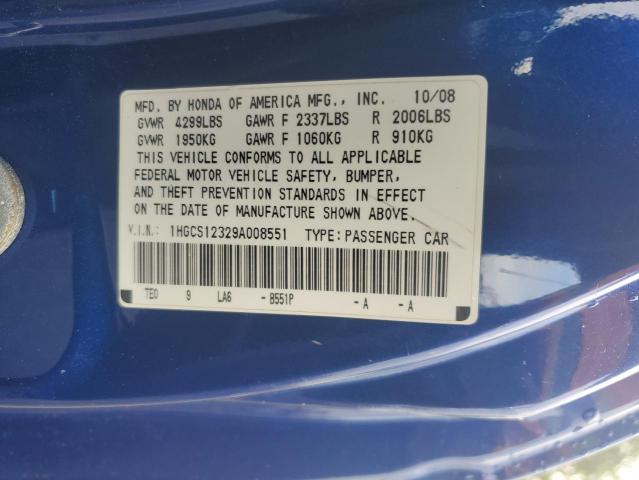 MFD. BY HONDA OF AMERICA MFG., INC. 10/08
GVWR 4299LBS GAWR F 2337LBS R 2006LBS
GVWR 1950KG GAWR F 1060KG R 910KG
THIS VEHICLE CONFORMS TO ALL APPLICABLE
FEDERAL MOTOR VEHICLE SAFETY, BUMPER,
AND THEFT PREVENTION STANDARDS IN EFFECT
ON THE DATE OF MANUFACTURE SHOWN ABOVE.
V.I.N.: 1HGCS12329A008551 TYPE:PASSENGER CAR
TE0 9 LA6 - B551P - A - A